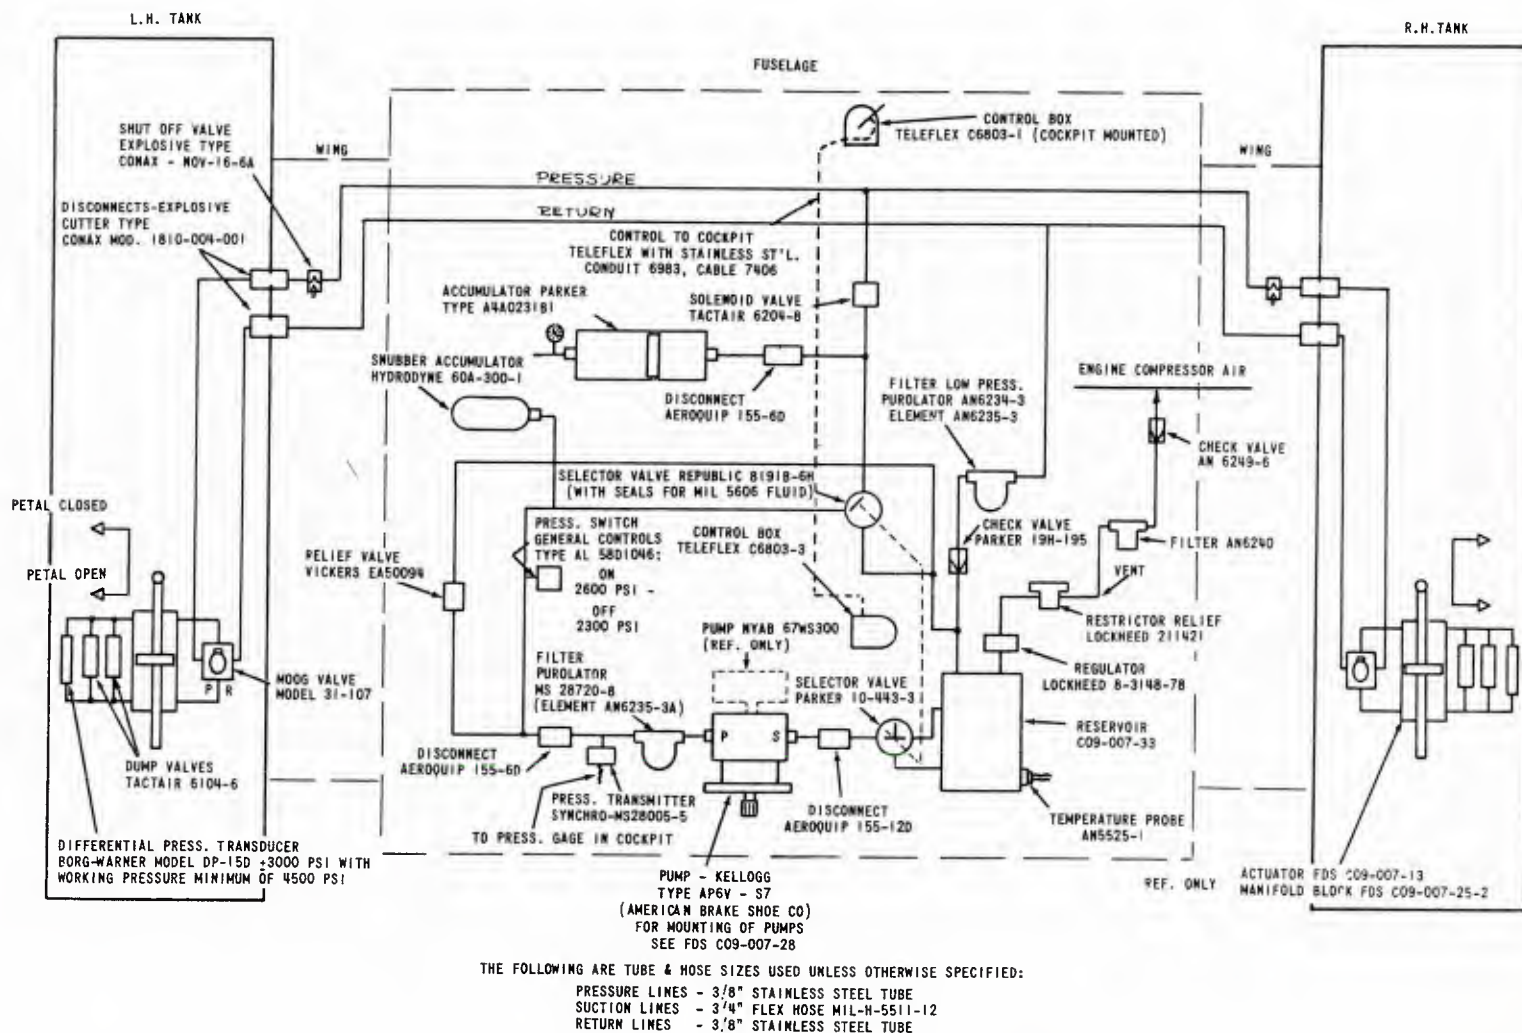 L.H. TANK
R.H. TANK
FUSELAGE
SHUT OFF VALVE
EXPLOSIVE TYPE
CONAX - NOV-16-6A
WING
CONTROL BOX
TELEFLEX C6803-1 (COCKPIT MOUNTED)
WING
DISCONNECTS-EXPLOSIVE
CUTTER TYPE
CONAX MOD. 1810-004-001
PRESSURE
RETURN
CONTROL TO COCKPIT
TELEFLEX WITH STAINLESS ST'L.
CONDUIT 6983, CABLE 7406
ACCUMULATOR PARKER
TYPE A4A023181
SOLENOID VALVE
TACTAIR 6204-8
SNUBBER ACCUMULATOR
HYDRODYNE 60A-300-1
DISCONNECT
AEROQUIP 155-6D
FILTER LOW PRESS.
PUROLATOR AN6234-3
ELEMENT AN6235-3
ENGINE COMPRESSOR AIR
CHECK VALVE
AN 6249-6
SELECTOR VALVE REPUBLIC 81918-6H
(WITH SEALS FOR MIL 5606 FLUID)
PETAL CLOSED
PETAL OPEN
RELIEF VALVE
VICKERS EA50094
PRESS. SWITCH
GENERAL CONTROLS
TYPE AL 58D1046:
ON
2600 PSI -
OFF
2300 PSI
CONTROL BOX
TELEFLEX C6803-3
CHECK VALVE
PARKER 19H-195
FILTER AN6240
VENT
RESTRICTOR RELIEF
LOCKHEED 211421
PUMP NYAB 67WS300
(REF. ONLY)
FILTER
PUROLATOR
MS 28720-8
(ELEMENT AN6235-3A)
SELECTOR VALVE
PARKER 10-443-3
REGULATOR
LOCKHEED 8-3148-78
P R
MOOG VALVE
MODEL 31-107
P S
RESERVOIR
C09-007-33
DUMP VALVES
TACTAIR 6104-6
DISCONNECT
AEROQUIP 155-6D
PRESS. TRANSMITTER
SYNCHRO-MS28005-5
TO PRESS. GAGE IN COCKPIT
DISCONNECT
AEROQUIP 155-12D
TEMPERATURE PROBE
AN5525-1
DIFFERENTIAL PRESS. TRANSDUCER
BORG-WARNER MODEL DP-15D +3000 PSI WITH
WORKING PRESSURE MINIMUM OF 4500 PSI
PUMP - KELLOGG
TYPE AP6V - S7
(AMERICAN BRAKE SHOE CO)
FOR MOUNTING OF PUMPS
SEE FDS C09-007-28
REF. ONLY
ACTUATOR FDS C09-007-13
MANIFOLD BLOCK FDS C09-007-25-2
THE FOLLOWING ARE TUBE & HOSE SIZES USED UNLESS OTHERWISE SPECIFIED:
PRESSURE LINES - 3/8" STAINLESS STEEL TUBE
SUCTION LINES - 3/4" FLEX HOSE MIL-H-5511-12
RETURN LINES - 3/8" STAINLESS STEEL TUBE